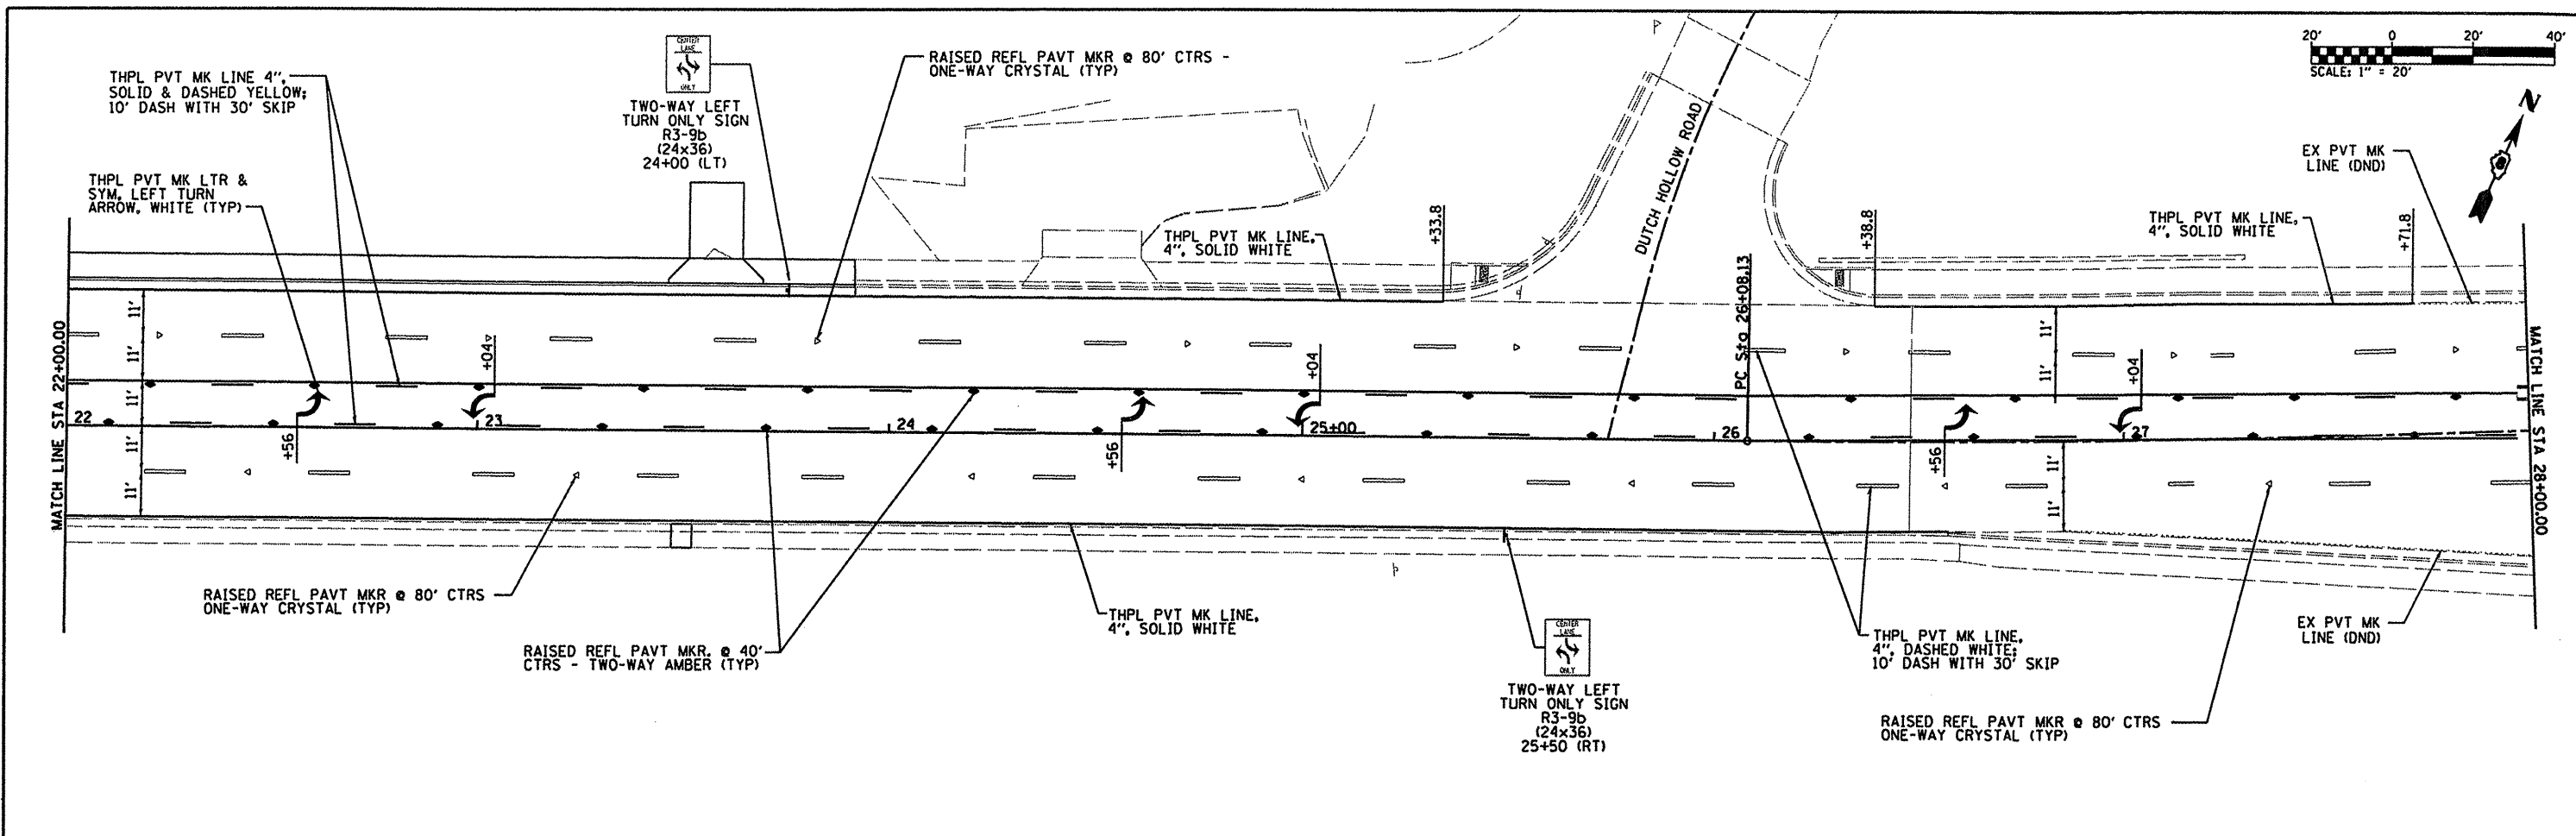 20' 0 20' 40'
SCALE: 1" = 20'
N
THPL PVT MK LINE 4",
SOLID & DASHED YELLOW;
10' DASH WITH 30' SKIP
CENTER
LANE
ONLY
TWO-WAY LEFT
TURN ONLY SIGN
R3-9b
(24x36)
24+00 (LT)
RAISED REFL PAVT MKR @ 80' CTRS -
ONE-WAY CRYSTAL (TYP)
DUTCH HOLLOW ROAD
EX PVT MK
LINE (DND)
THPL PVT MK LTR &
SYM, LEFT TURN
ARROW, WHITE (TYP)
THPL PVT MK LINE,
4", SOLID WHITE
+33.8
+38.8
THPL PVT MK LINE,
4", SOLID WHITE
+71.8
PC Sta 26+08.13
MATCH LINE STA 22+00.00
MATCH LINE STA 28+00.00
11'
11'
11'
11'
11'
11'
11'
11'
11'
+04
+04
+04
22
23
24
25+00
26
27
+56
+56
+56
RAISED REFL PAVT MKR @ 80' CTRS
ONE-WAY CRYSTAL (TYP)
RAISED REFL PAVT MKR. @ 40'
CTRS - TWO-WAY AMBER (TYP)
THPL PVT MK LINE,
4", SOLID WHITE
CENTER
LANE
ONLY
TWO-WAY LEFT
TURN ONLY SIGN
R3-9b
(24x36)
25+50 (RT)
THPL PVT MK LINE,
4", DASHED WHITE;
10' DASH WITH 30' SKIP
EX PVT MK
LINE (DND)
RAISED REFL PAVT MKR @ 80' CTRS
ONE-WAY CRYSTAL (TYP)